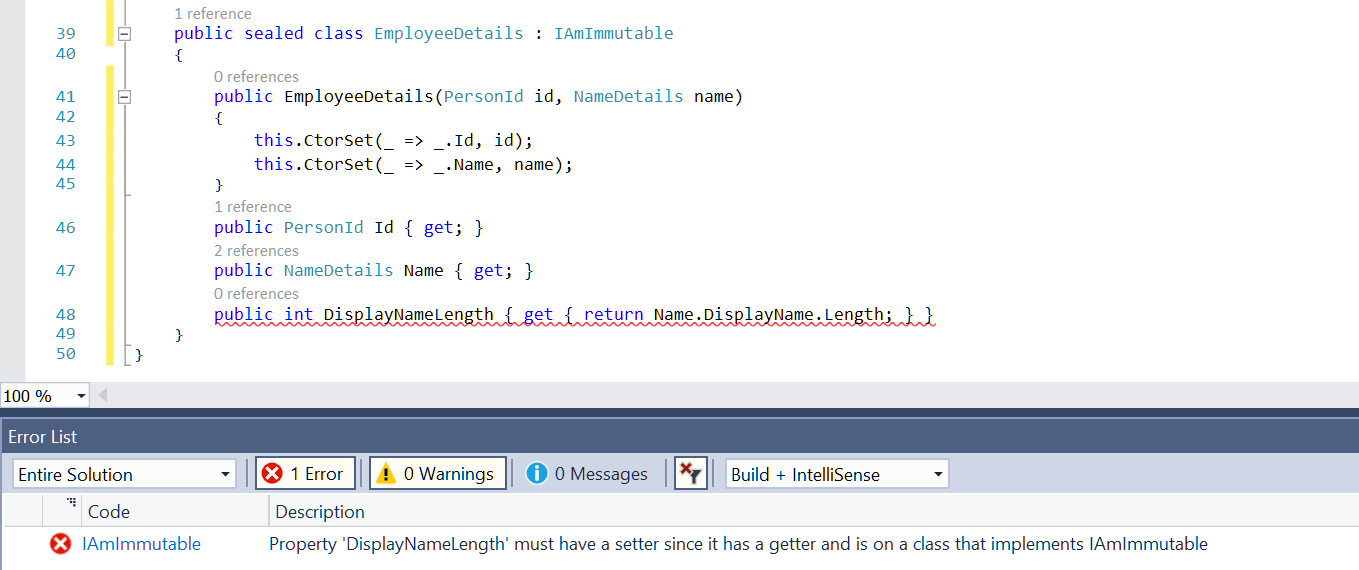 1 reference
39 public sealed class EmployeeDetails : IAmImmutable
40 {
0 references
41 public EmployeeDetails(PersonId id, NameDetails name)
42 {
43 this.CtorSet(_ => _.Id, id);
44 this.CtorSet(_ => _.Name, name);
45 }
1 reference
46 public PersonId Id { get; }
2 references
47 public NameDetails Name { get; }
0 references
48 public int DisplayNameLength { get { return Name.DisplayName.Length; } }
49 }
50 }
100 %
Error List
Entire Solution 1 Error 0 Warnings 0 Messages Build + IntelliSense
Code Description
IAmImmutable Property 'DisplayNameLength' must have a setter since it has a getter and is on a class that implements IAmImmutable